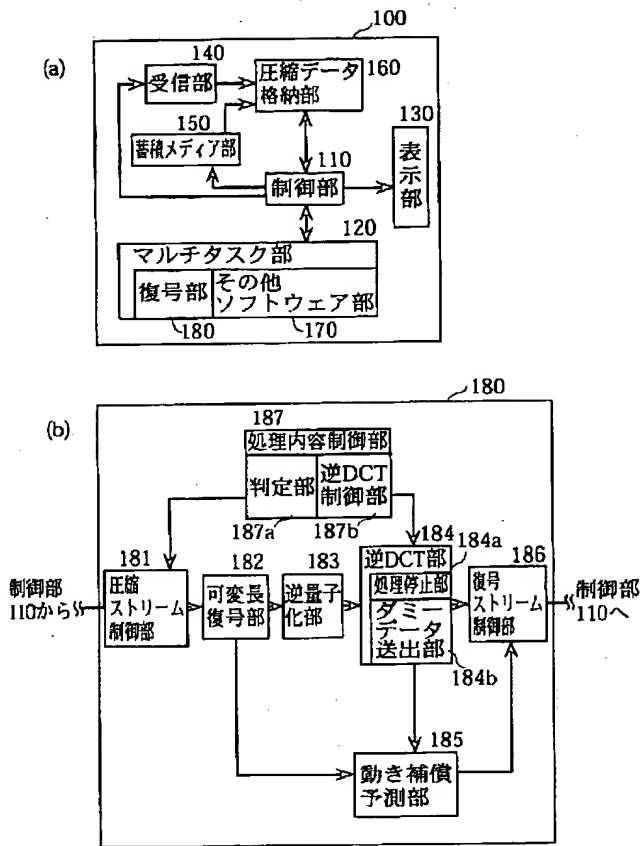 100
(a)
140
受信部
圧縮データ
格納部
160
150
蓄積メディア部
130
表示部
110
制御部
120
マルチタスク部
復号部
その他
ソフトウェア部
180
170
180
(b)
187
処理内容制御部
判定部
逆DCT
制御部
187a
187b
184
184a
181
182
183
186
制御部
110から
圧縮
ストリーム
制御部
可変長
復号部
逆量子
化部
逆DCT部
処理停止部
ダミー
データ
送出部
184b
復号
ストリーム
制御部
制御部
110へ
185
動き補償
予測部